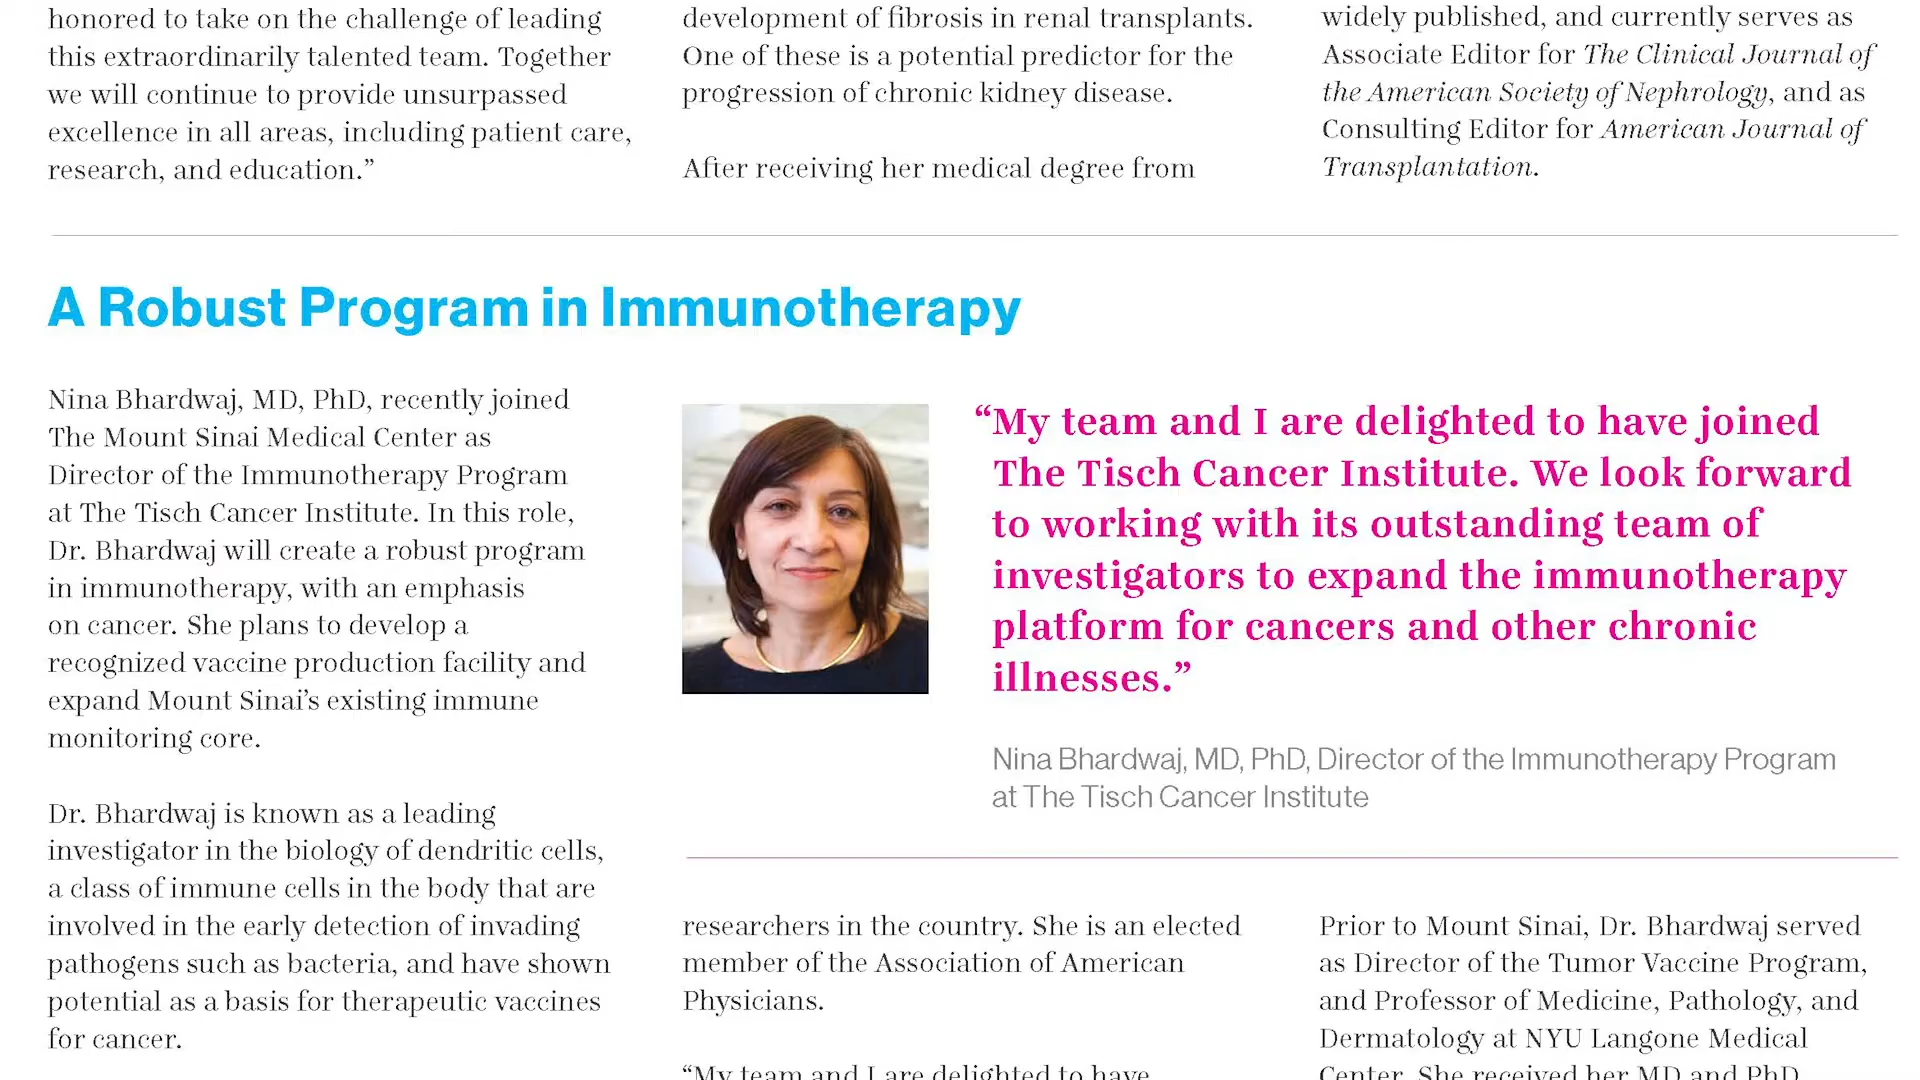 honored to take on the challenge of leading
this extraordinarily talented team. Together
we will continue to provide unsurpassed
excellence in all areas, including patient care,
research, and education.”
development of fibrosis in renal transplants.
One of these is a potential predictor for the
progression of chronic kidney disease.
After receiving her medical degree from
widely published, and currently serves as
Associate Editor for The Clinical Journal of
the American Society of Nephrology, and as
Consulting Editor for American Journal of
Transplantation.
A Robust Program in Immunotherapy
Nina Bhardwaj, MD, PhD, recently joined
The Mount Sinai Medical Center as
Director of the Immunotherapy Program
at The Tisch Cancer Institute. In this role,
Dr. Bhardwaj will create a robust program
in immunotherapy, with an emphasis
on cancer. She plans to develop a
recognized vaccine production facility and
expand Mount Sinai’s existing immune
monitoring core.
Dr. Bhardwaj is known as a leading
investigator in the biology of dendritic cells,
a class of immune cells in the body that are
involved in the early detection of invading
pathogens such as bacteria, and have shown
potential as a basis for therapeutic vaccines
for cancer.
“My team and I are delighted to have joined
The Tisch Cancer Institute. We look forward
to working with its outstanding team of
investigators to expand the immunotherapy
platform for cancers and other chronic
illnesses.”
Nina Bhardwaj, MD, PhD, Director of the Immunotherapy Program
at The Tisch Cancer Institute
researchers in the country. She is an elected
member of the Association of American
Physicians.
“My team and I are delighted to have
Prior to Mount Sinai, Dr. Bhardwaj served
as Director of the Tumor Vaccine Program,
and Professor of Medicine, Pathology, and
Dermatology at NYU Langone Medical
Center. She received her MD and PhD